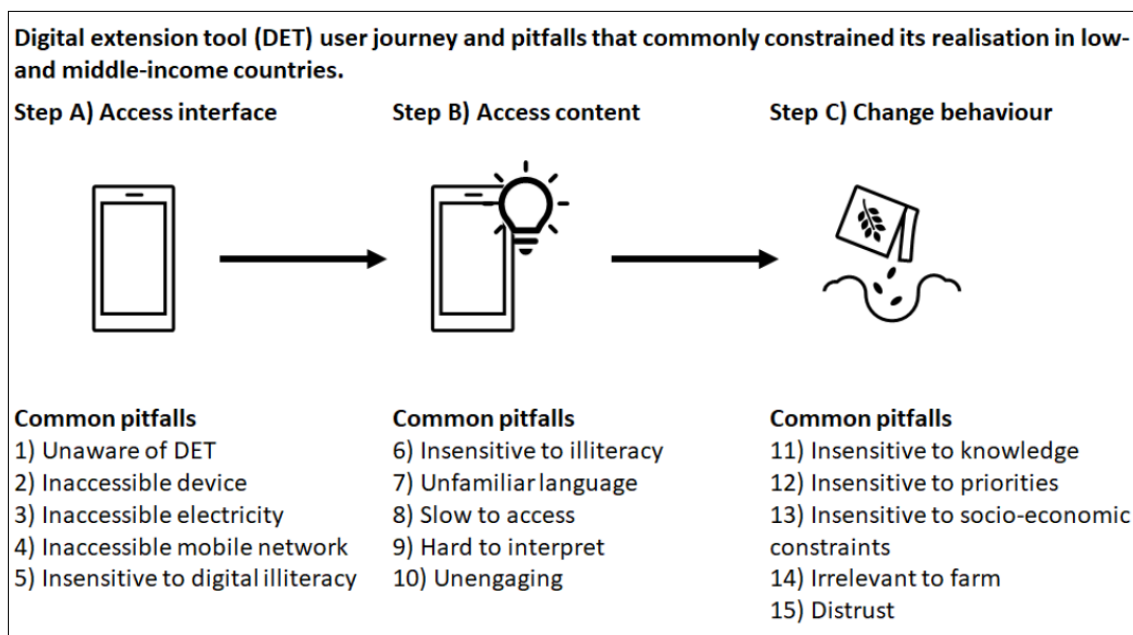 Digital extension tool (DET) user journey and pitfalls that commonly constrained its realisation in low-
and middle-income countries.
Step A) Access interface
Step B) Access content
Step C) Change behaviour
Common pitfalls
1) Unaware of DET
2) Inaccessible device
3) Inaccessible electricity
4) Inaccessible mobile network
5) Insensitive to digital illiteracy
Common pitfalls
6) Insensitive to illiteracy
7) Unfamiliar language
8) Slow to access
9) Hard to interpret
10) Unengaging
Common pitfalls
11) Insensitive to knowledge
12) Insensitive to priorities
13) Insensitive to socio-economic
constraints
14) Irrelevant to farm
15) Distrust